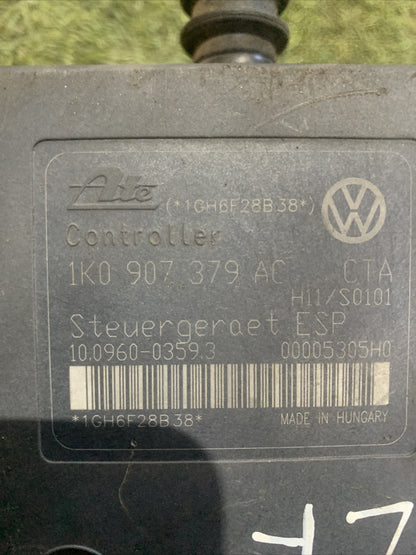 Ate (*1GH6F28B38*)
Controller
1K0 907 379 AC CTA
H11/S0101
Steuergeraet ESP
10.0960-0359.3 00005305H0
*1GH6F28B38* MADE IN HUNGARY